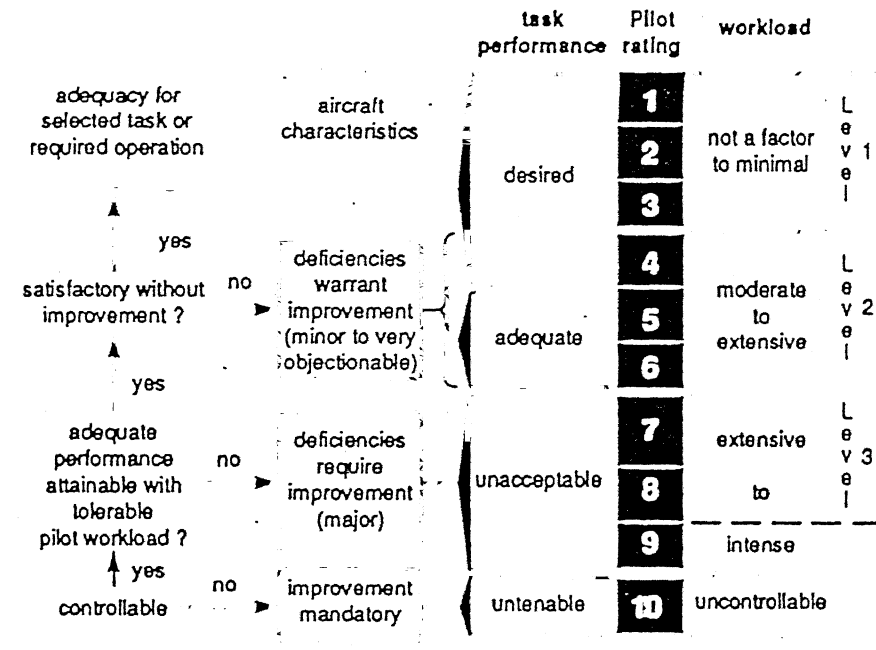 task performance
Pilot rating
workload
adequacy for
selected task or
required operation
aircraft
characteristics
desired
1
2
3
not a factor
to minimal
Level 1
yes
satisfactory without
improvement ?
no
deficiencies
warrant
improvement
(minor to very
objectionable)
adequate
4
5
6
moderate
to
extensive
Level 2
yes
adequate
performance
attainable with
tolerable
pilot workload ?
no
deficiencies
require
improvement
(major)
unacceptable
7
8
9
extensive
to
intense
Level 3
yes
controllable
no
improvement
mandatory
untenable
10
uncontrollable